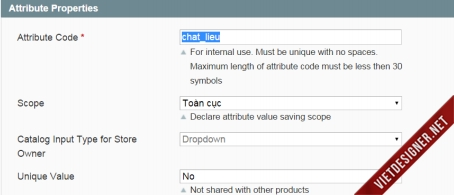 Attribute Properties
Attribute Code *
chat_lieu
▲ For internal use. Must be unique with no spaces.
Maximum length of attribute code must be less then 30
symbols
Scope
Toàn cục
▲ Declare attribute value saving scope
Catalog Input Type for Store
Owner
Dropdown
Unique Value
No
▲ Not shared with other products
VIETDESIGNER.NET